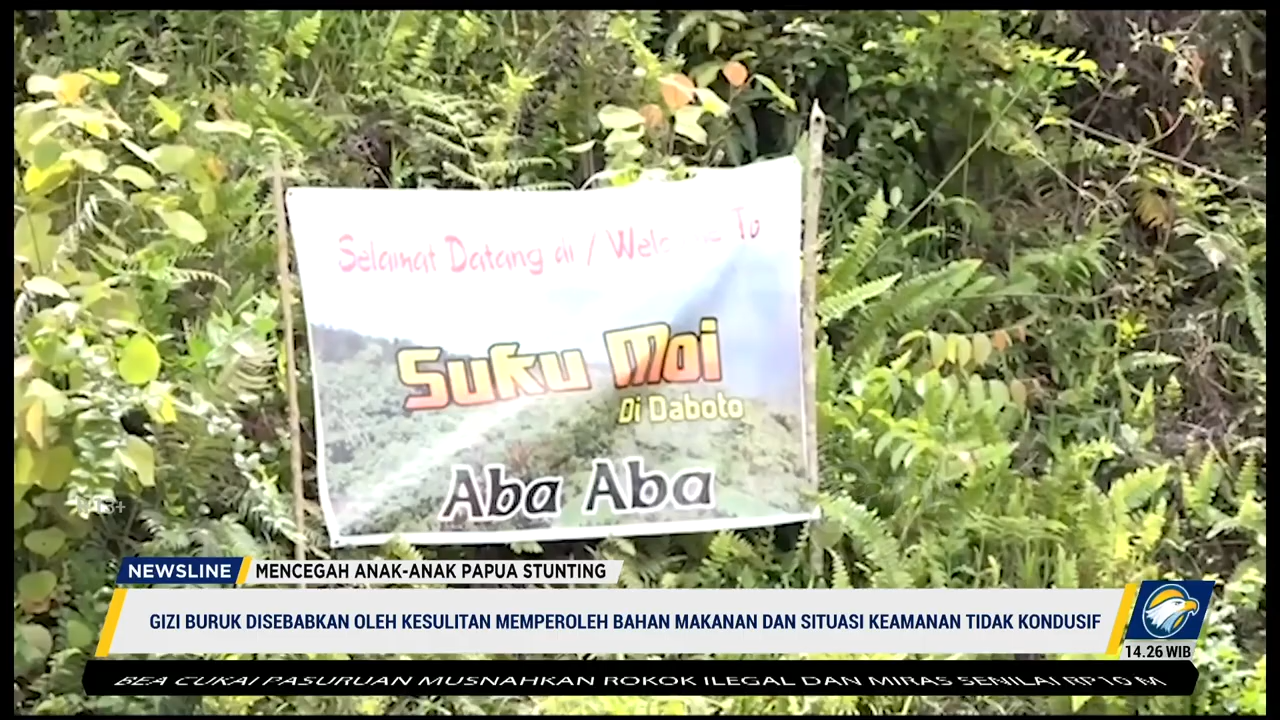 Selamat Datang di / Welcome To
Suku Moi
Di Daboto
Aba Aba
NEWSLINE
MENCEGAH ANAK-ANAK PAPUA STUNTING
GIZI BURUK DISEBABKAN OLEH KESULITAN MEMPEROLEH BAHAN MAKANAN DAN SITUASI KEAMANAN TIDAK KONDUSIF
14.26 WIB
BEA CUKAI PASURUAN MUSNAHKAN ROKOK ILEGAL DAN MIRAS SENILAI RP10 M